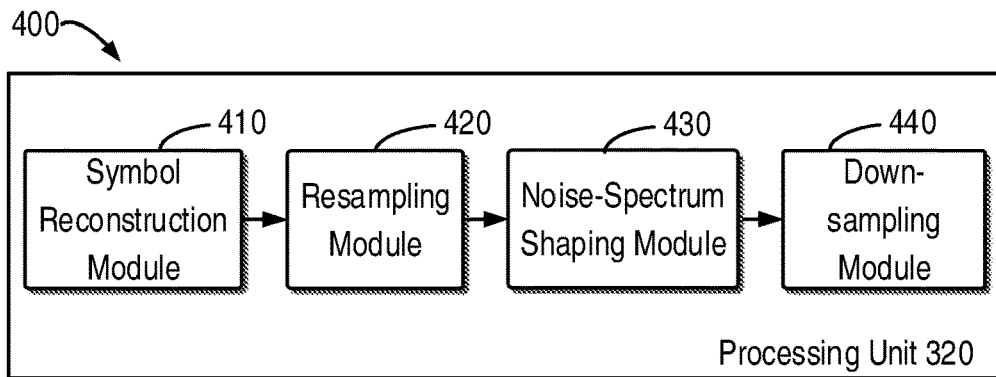 400
410
420
430
440
Symbol
Reconstruction
Module
Resampling
Module
Noise-Spectrum
Shaping Module
Down-
sampling
Module
Processing Unit 320